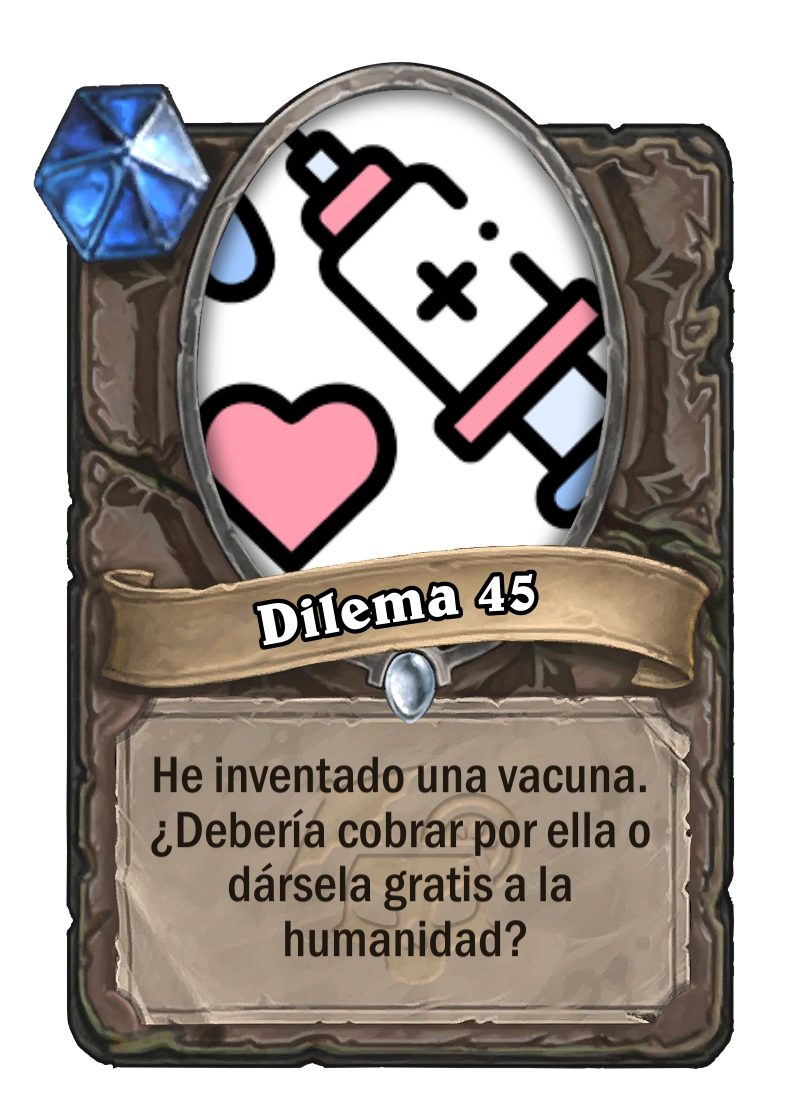 Dilema 45
He inventado una vacuna.
¿Debería cobrar por ella o
dársela gratis a la
humanidad?